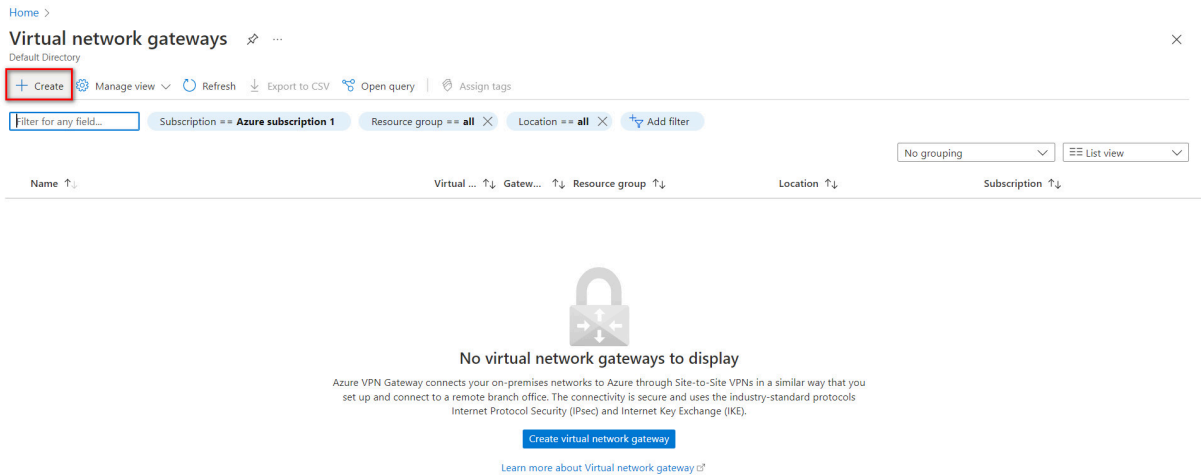 Home >
Virtual network gateways ...
Default Directory
+ Create Manage view Refresh Export to CSV Open query Assign tags
Filter for any field... Subscription == Azure subscription 1 Resource group == all Location == all Add filter
No grouping List view
Name Virtual ... Gatew... Resource group Location Subscription
No virtual network gateways to display
Azure VPN Gateway connects your on-premises networks to Azure through Site-to-Site VPNs in a similar way that you
set up and connect to a remote branch office. The connectivity is secure and uses the industry-standard protocols
Internet Protocol Security (IPsec) and Internet Key Exchange (IKE).
Create virtual network gateway
Learn more about Virtual network gateway